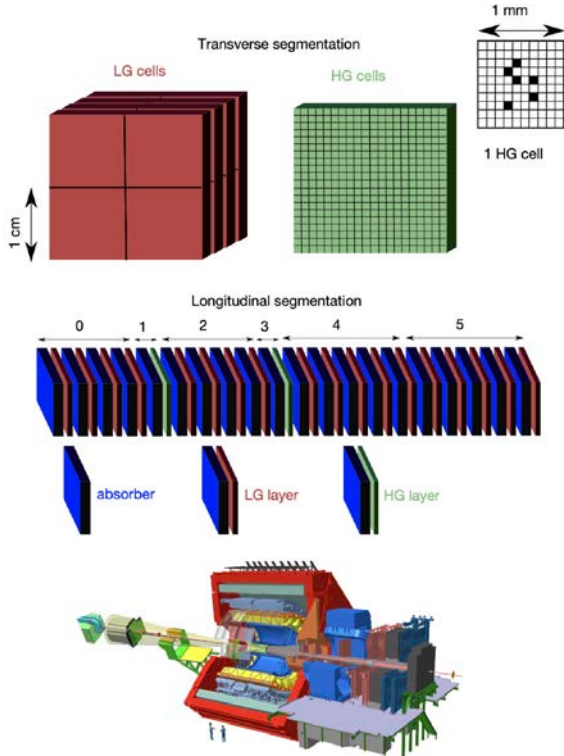 1 mm
Transverse segmentation
LG cells
HG cells
1 HG cell
1 cm
Longitudinal segmentation
0 1 2 3 4 5
absorber
LG layer
HG layer